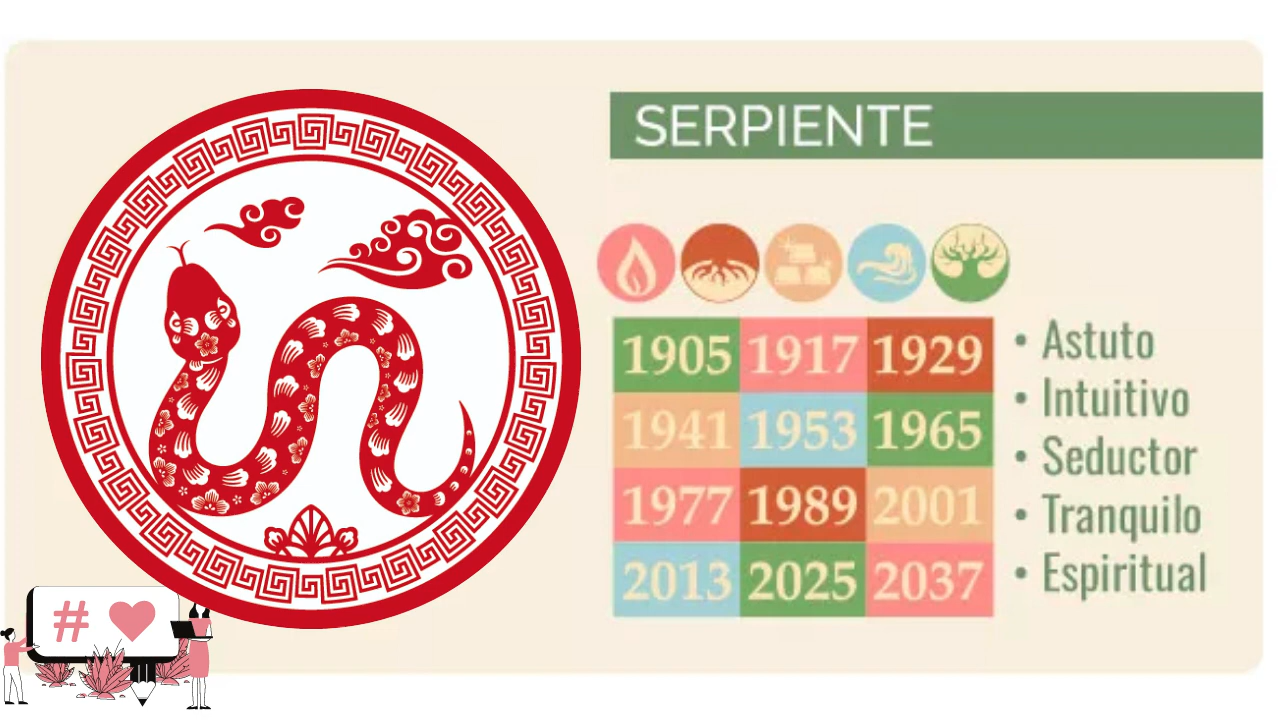 SERPIENTE
1905 1917 1929
1941 1953 1965
1977 1989 2001
2013 2025 2037
• Astuto
• Intuitivo
• Seductor
• Tranquilo
• Espiritual
#